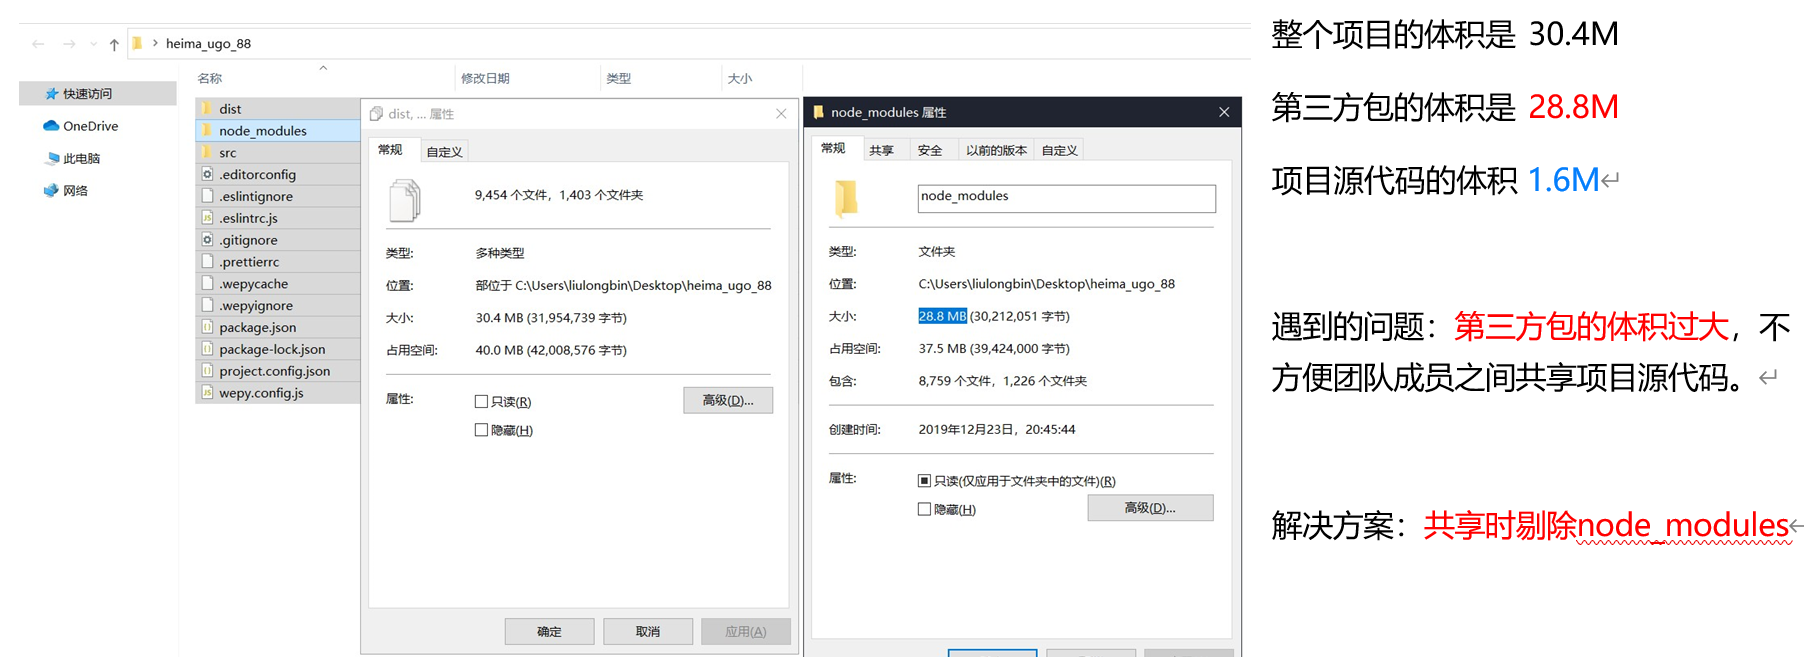 heima_ugo_88
名称
修改日期
类型
大小
快速访问
OneDrive
此电脑
网络
dist
node_modules
src
.editorconfig
.eslintignore
.eslintrc.js
.gitignore
.prettierrc
.wepycache
.wepyignore
package.json
package-lock.json
project.config.json
wepy.config.js
dist, ... 属性
常规
自定义
9,454 个文件，1,403 个文件夹
类型:
多种类型
位置:
部位于 C:\Users\liulongbin\Desktop\heima_ugo_88
大小:
30.4 MB (31,954,739 字节)
占用空间:
40.0 MB (42,008,576 字节)
属性:
只读(R)
高级(D)...
隐藏(H)
确定
取消
应用(A)
node_modules 属性
常规
共享
安全
以前的版本
自定义
node_modules
类型:
文件夹
位置:
C:\Users\liulongbin\Desktop\heima_ugo_88
大小:
28.8 MB (30,212,051 字节)
占用空间:
37.5 MB (39,424,000 字节)
包含:
8,759 个文件，1,226 个文件夹
创建时间:
2019年12月23日，20:45:44
属性:
只读(仅应用于文件夹中的文件)(R)
隐藏(H)
高级(D)...
整个项目的体积是 30.4M
第三方包的体积是 28.8M
项目源代码的体积 1.6M
遇到的问题：第三方包的体积过大，不
方便团队成员之间共享项目源代码。
解决方案：共享时剔除node_modules